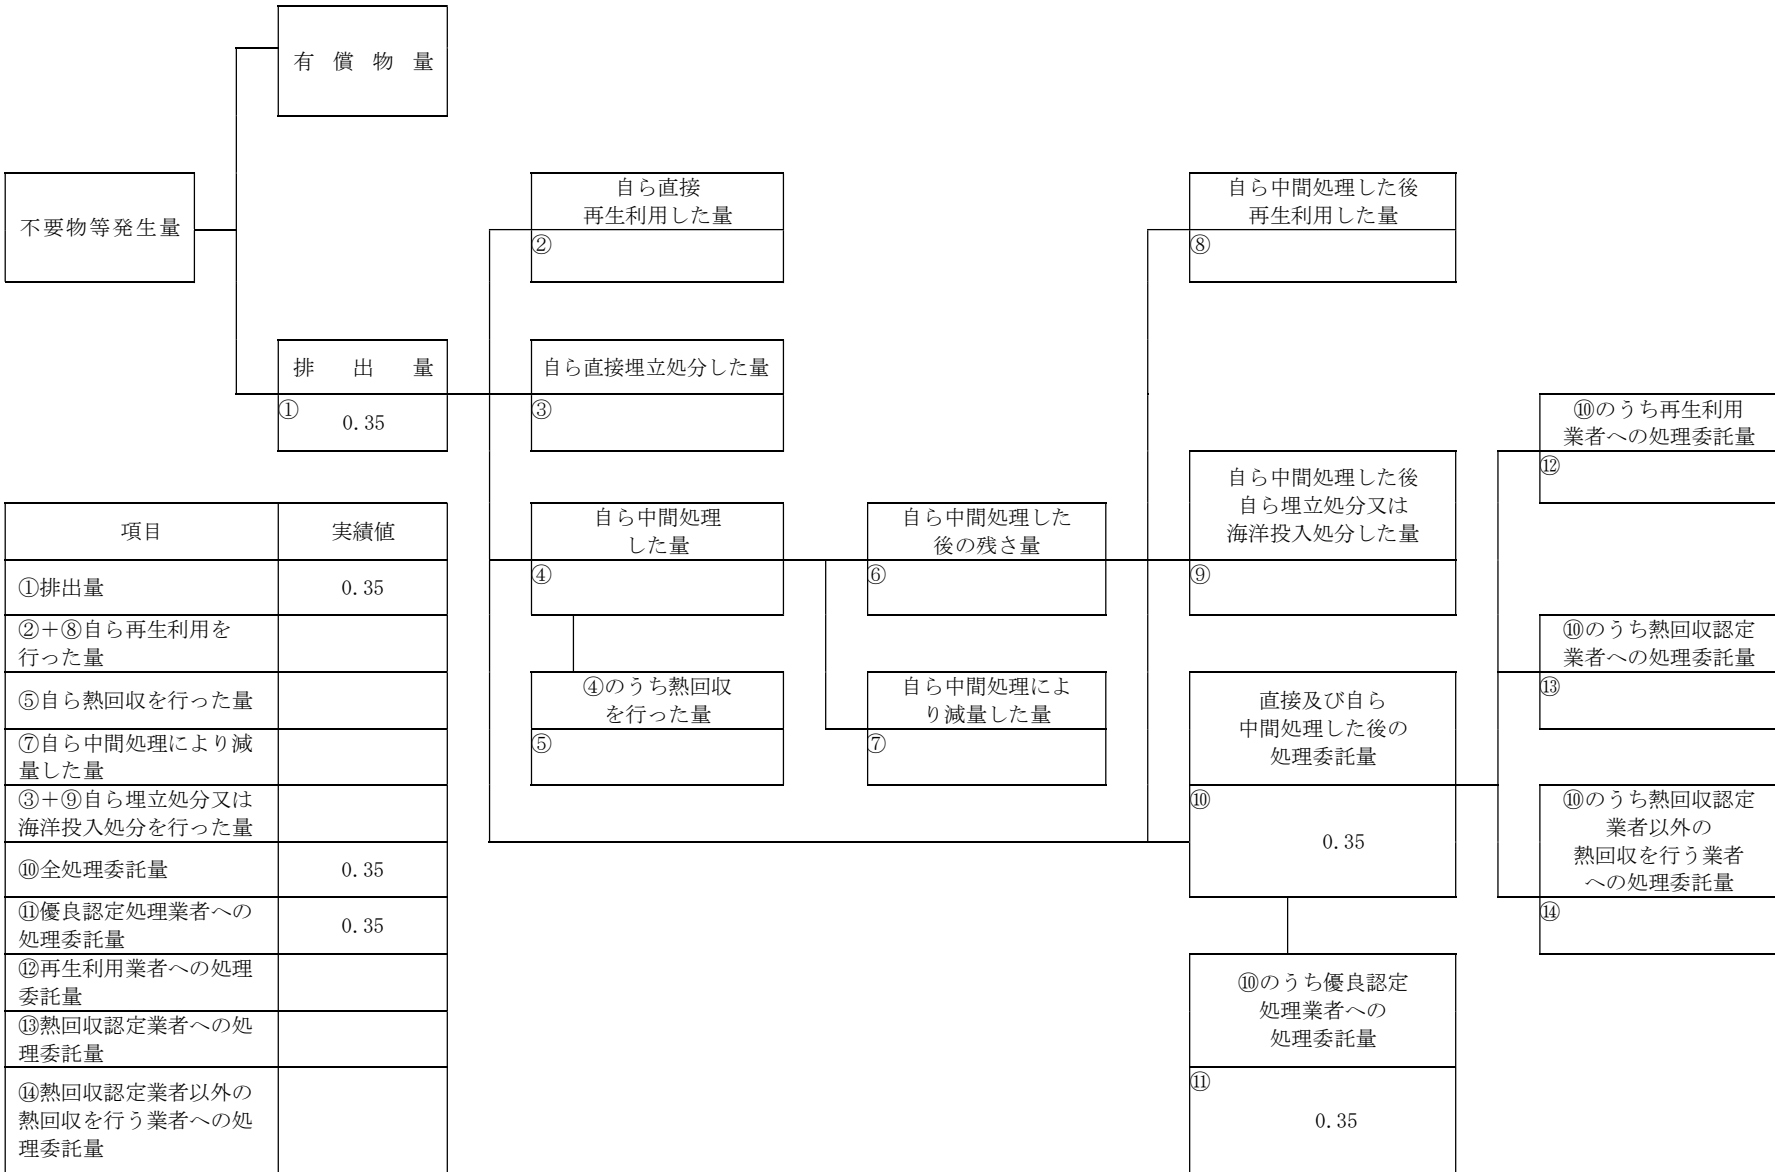 有償物量
不要物等発生量
自ら直接
再生利用した量
②
自ら中間処理した後
再生利用した量
⑧
排出量
①
0.35
自ら直接埋立処分した量
③
⑩のうち再生利用
業者への処理委託量
⑫
自ら中間処理
した量
④
自ら中間処理した
後の残さ量
⑥
自ら中間処理した後
自ら埋立処分又は
海洋投入処分した量
⑨
⑩のうち熱回収認定
業者への処理委託量
⑬
④のうち熱回収
を行った量
⑤
自ら中間処理によ
り減量した量
⑦
直接及び自ら
中間処理した後の
処理委託量
⑩
0.35
⑩のうち熱回収認定
業者以外の
熱回収を行う業者
への処理委託量
⑭
⑩のうち優良認定
処理業者への
処理委託量
⑪
0.35
項目 実績値
①排出量 0.35
②+⑧自ら再生利用を
行った量
⑤自ら熱回収を行った量
⑦自ら中間処理により減
量した量
③+⑨自ら埋立処分又は
海洋投入処分を行った量
⑩全処理委託量 0.35
⑪優良認定処理業者への
処理委託量 0.35
⑫再生利用業者への処理
委託量
⑬熱回収認定業者への処
理委託量
⑭熱回収認定業者以外の
熱回収を行う業者への処
理委託量